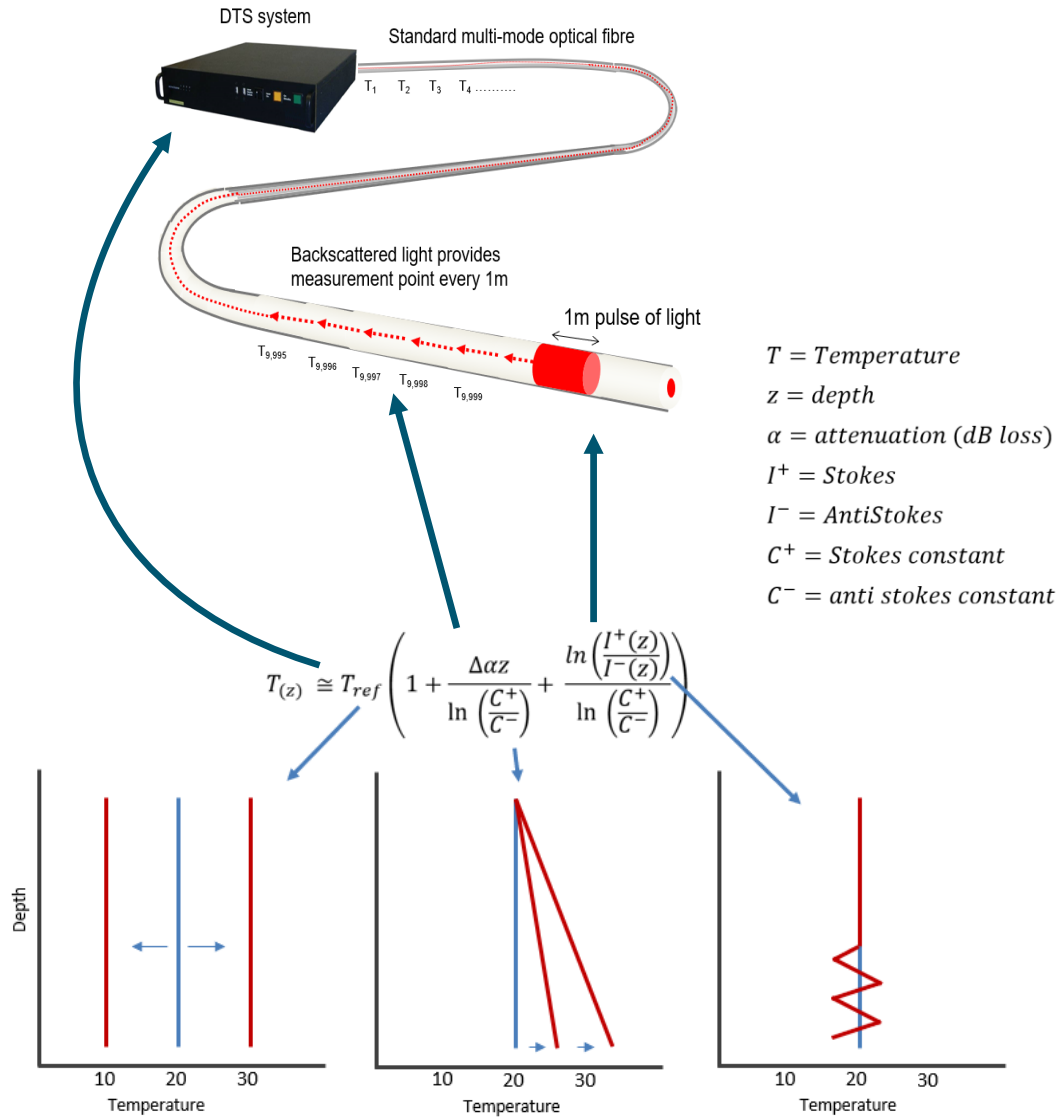 DTS system
Standard multi-mode optical fibre
T1 T2 T3 T4 ..........
Backscattered light provides
measurement point every 1m
1m pulse of light
T9,995 T9,996 T9,997 T9,998 T9,999
T = Temperature
z = depth
α = attenuation (dB loss)
I⁺ = Stokes
I⁻ = AntiStokes
C⁺ = Stokes constant
C⁻ = anti stokes constant
T(z) ≅ Tref ( 1 + Δαz / ln (C⁺/C⁻) + ln (I⁺(z)/I⁻(z)) / ln (C⁺/C⁻) )
Depth
10 20 30
Temperature
10 20 30
Temperature
10 20 30
Temperature